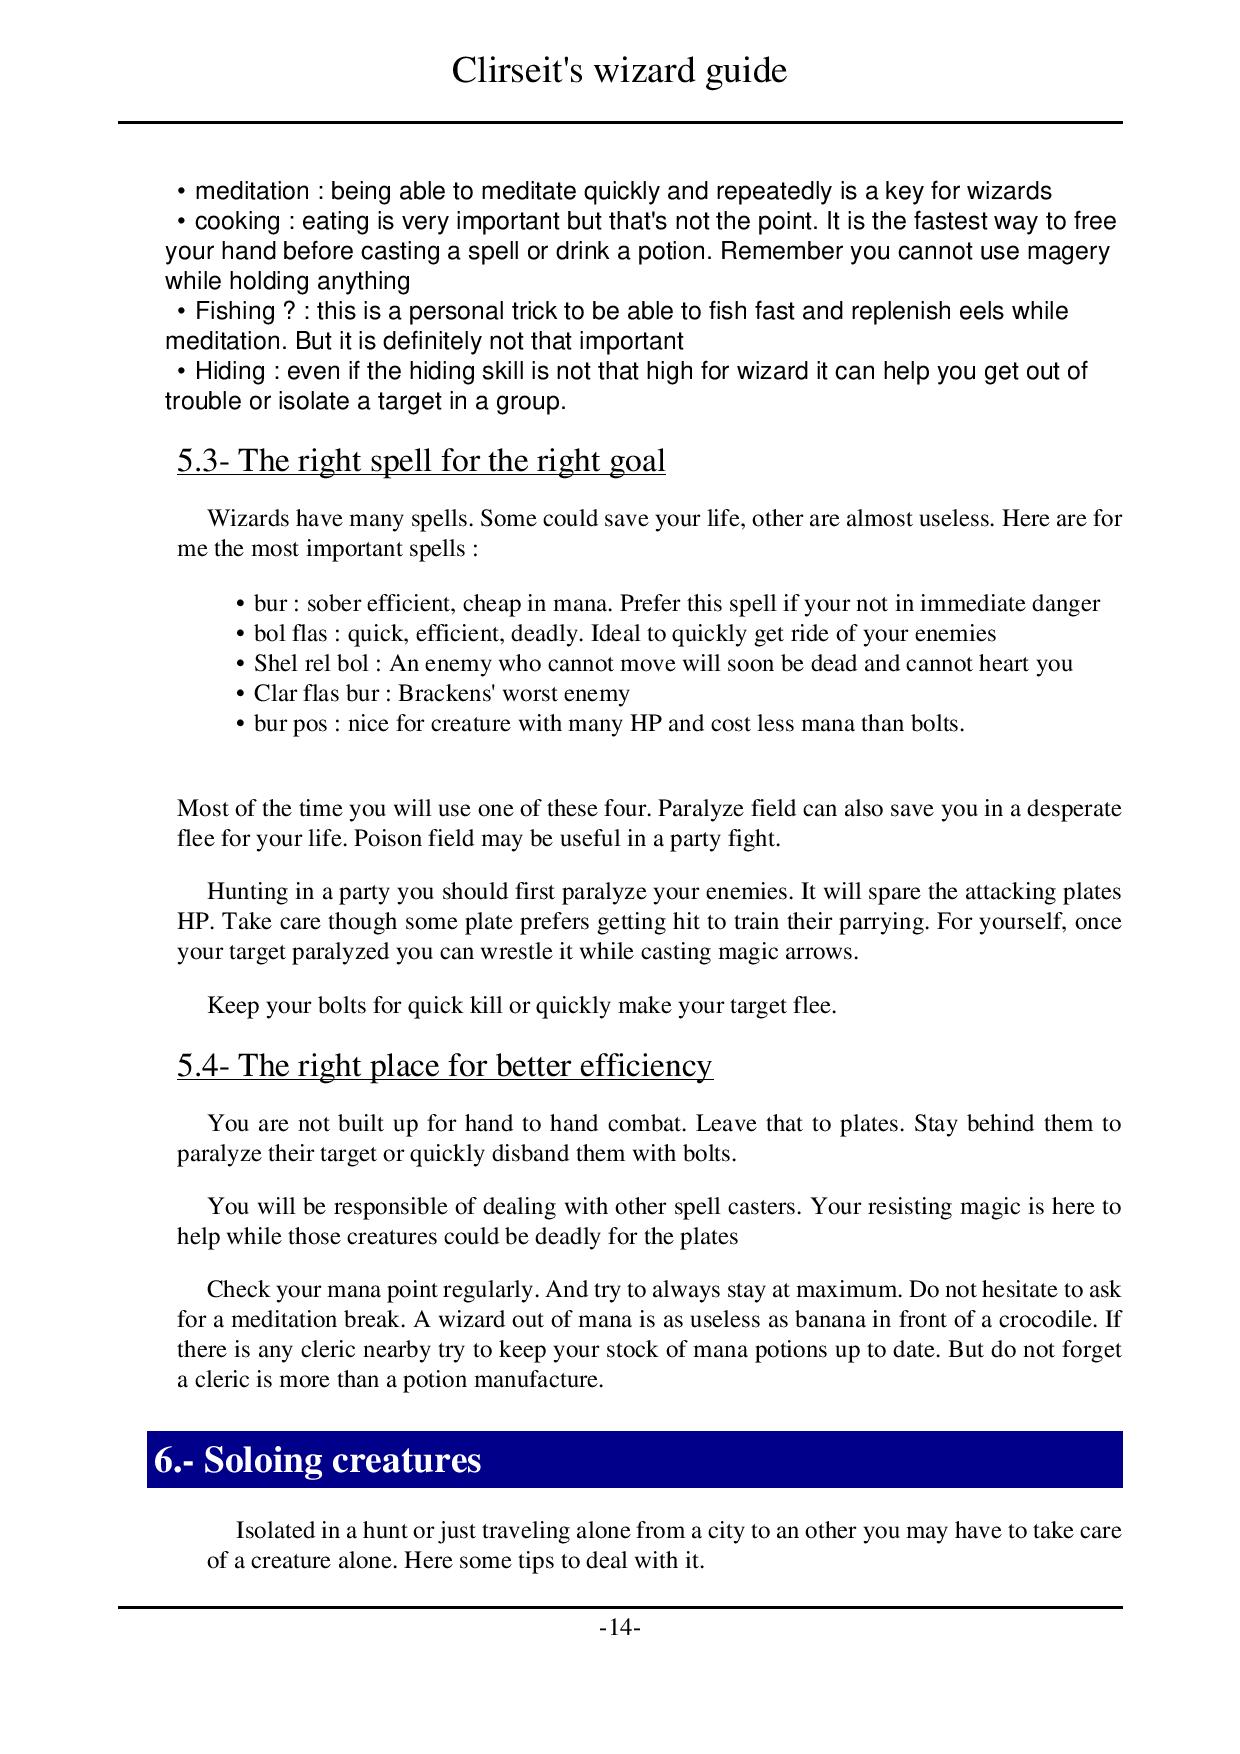 Clirseit's wizard guide
• meditation : being able to meditate quickly and repeatedly is a key for wizards
• cooking : eating is very important but that's not the point. It is the fastest way to free
your hand before casting a spell or drink a potion. Remember you cannot use magery
while holding anything
• Fishing ? : this is a personal trick to be able to fish fast and replenish eels while
meditation. But it is definitely not that important
• Hiding : even if the hiding skill is not that high for wizard it can help you get out of
trouble or isolate a target in a group.
5.3- The right spell for the right goal
Wizards have many spells. Some could save your life, other are almost useless. Here are for
me the most important spells :
• bur : sober efficient, cheap in mana. Prefer this spell if your not in immediate danger
• bol flas : quick, efficient, deadly. Ideal to quickly get ride of your enemies
• Shel rel bol : An enemy who cannot move will soon be dead and cannot heart you
• Clar flas bur : Brackens' worst enemy
• bur pos : nice for creature with many HP and cost less mana than bolts.
Most of the time you will use one of these four. Paralyze field can also save you in a desperate
flee for your life. Poison field may be useful in a party fight.
Hunting in a party you should first paralyze your enemies. It will spare the attacking plates
HP. Take care though some plate prefers getting hit to train their parrying. For yourself, once
your target paralyzed you can wrestle it while casting magic arrows.
Keep your bolts for quick kill or quickly make your target flee.
5.4- The right place for better efficiency
You are not built up for hand to hand combat. Leave that to plates. Stay behind them to
paralyze their target or quickly disband them with bolts.
You will be responsible of dealing with other spell casters. Your resisting magic is here to
help while those creatures could be deadly for the plates
Check your mana point regularly. And try to always stay at maximum. Do not hesitate to ask
for a meditation break. A wizard out of mana is as useless as banana in front of a crocodile. If
there is any cleric nearby try to keep your stock of mana potions up to date. But do not forget
a cleric is more than a potion manufacture.
6.- Soloing creatures
Isolated in a hunt or just traveling alone from a city to an other you may have to take care
of a creature alone. Here some tips to deal with it.
-14-